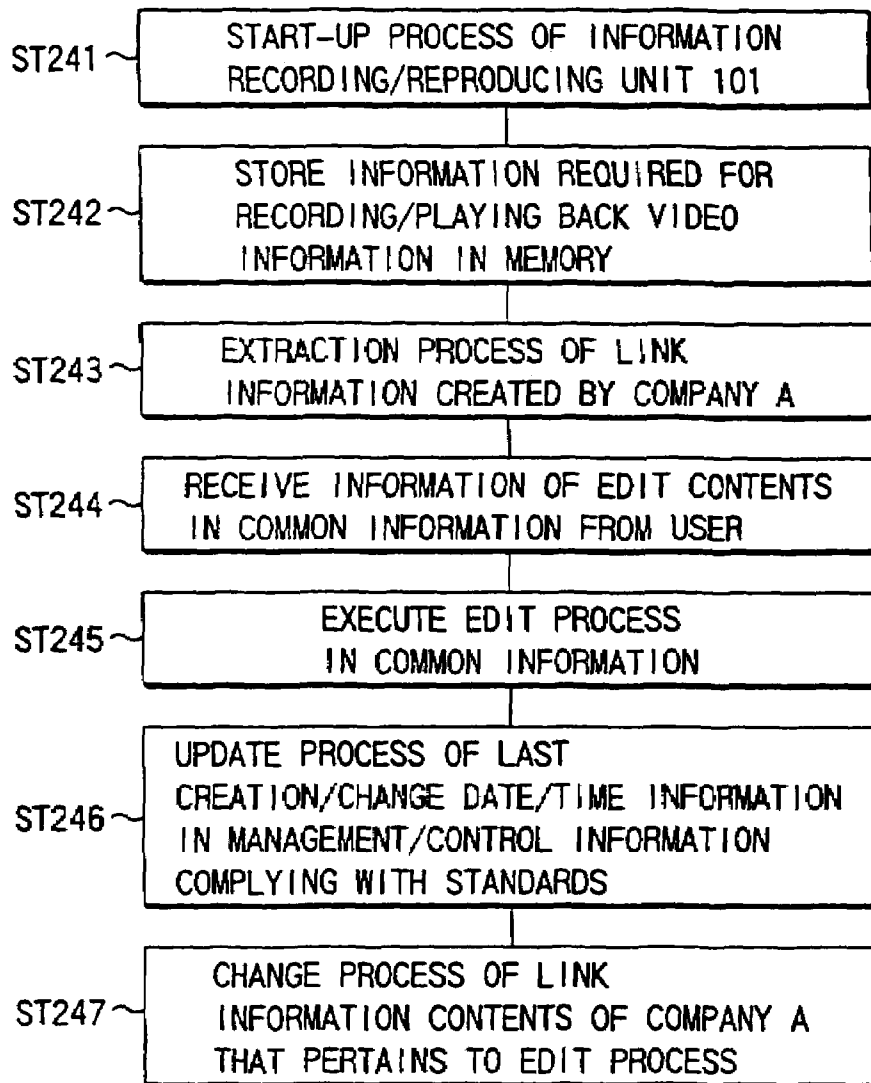 ST241
START-UP PROCESS OF INFORMATION
RECORDING/REPRODUCING UNIT 101
ST242
STORE INFORMATION REQUIRED FOR
RECORDING/PLAYING BACK VIDEO
INFORMATION IN MEMORY
ST243
EXTRACTION PROCESS OF LINK
INFORMATION CREATED BY COMPANY A
ST244
RECEIVE INFORMATION OF EDIT CONTENTS
IN COMMON INFORMATION FROM USER
ST245
EXECUTE EDIT PROCESS
IN COMMON INFORMATION
ST246
UPDATE PROCESS OF LAST
CREATION/CHANGE DATE/TIME INFORMATION
IN MANAGEMENT/CONTROL INFORMATION
COMPLYING WITH STANDARDS
ST247
CHANGE PROCESS OF LINK
INFORMATION CONTENTS OF COMPANY A
THAT PERTAINS TO EDIT PROCESS